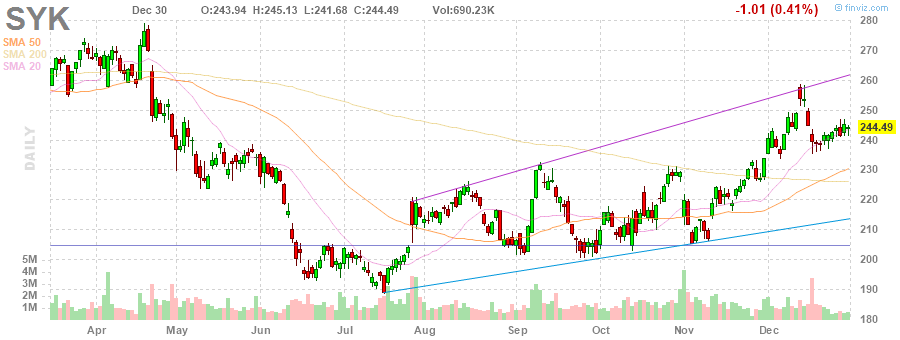 SYK Dec 30 O:243.94 H:245.13 L:241.68 C:244.49 Vol:690.23K -1.01 (0.41%) © finviz.com
SMA 50
SMA 200
SMA 20
DAILY
280
270
260
250
244.49
240
230
220
210
200
190
180
5M
4M
3M
2M
1M
Apr May Jun Jul Aug Sep Oct Nov Dec